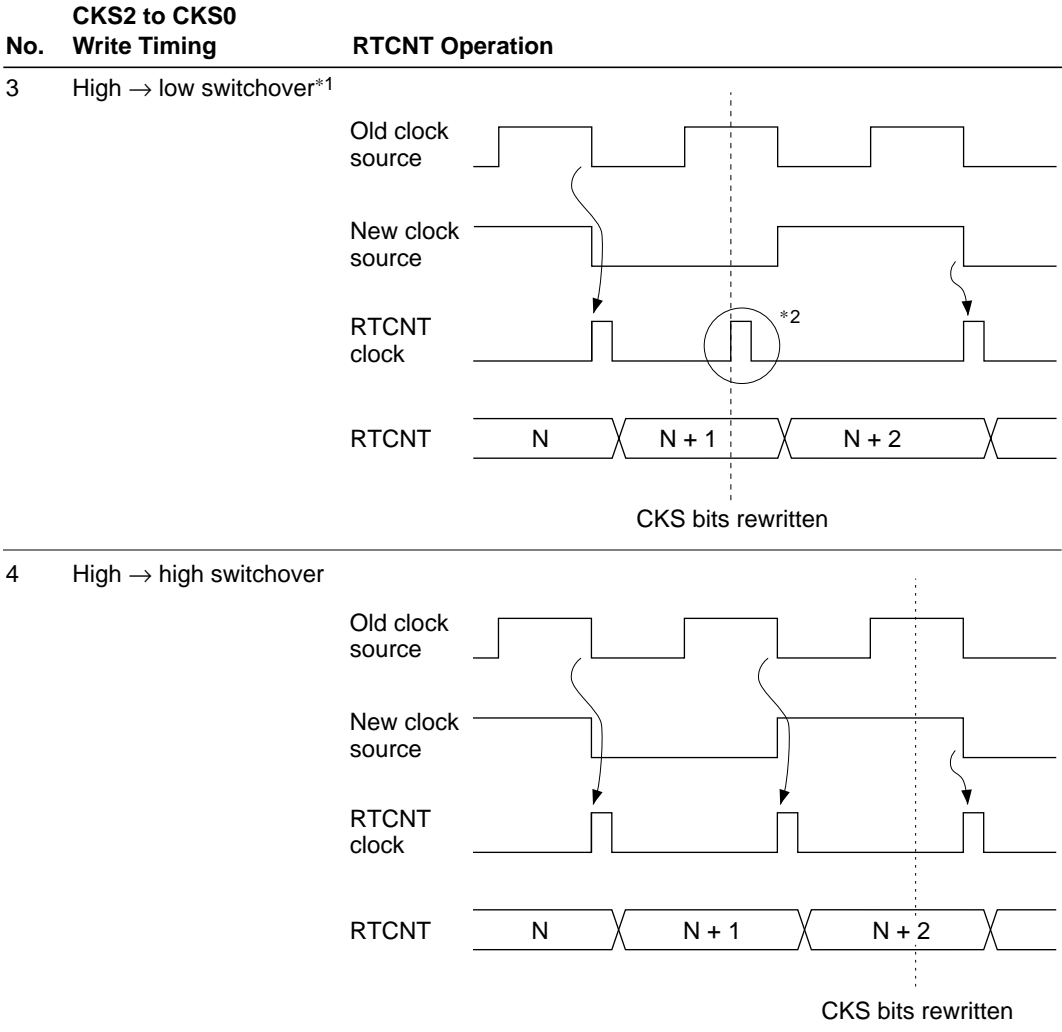 CKS2 to CKS0
No. Write Timing RTCNT Operation
3 High → low switchover*1
Old clock
source
New clock
source
RTCNT
clock
*2
RTCNT N N + 1 N + 2
CKS bits rewritten
4 High → high switchover
Old clock
source
New clock
source
RTCNT
clock
RTCNT N N + 1 N + 2
CKS bits rewritten